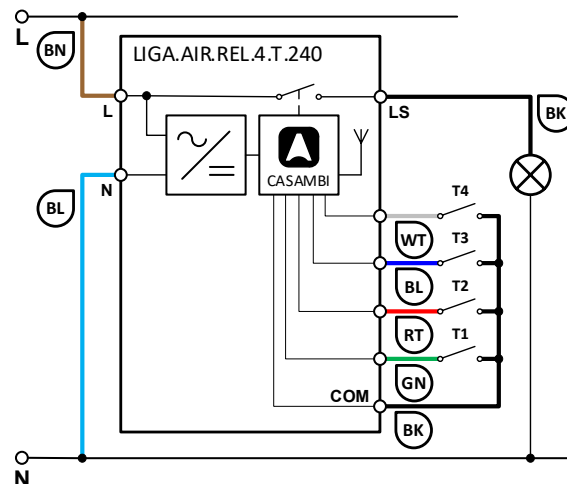 L
BN
LIGA.AIR.REL.4.T.240
L
LS
BK
CASAMBI
N
BL
T4
WT
T3
BL
T2
RT
T1
GN
COM
BK
N